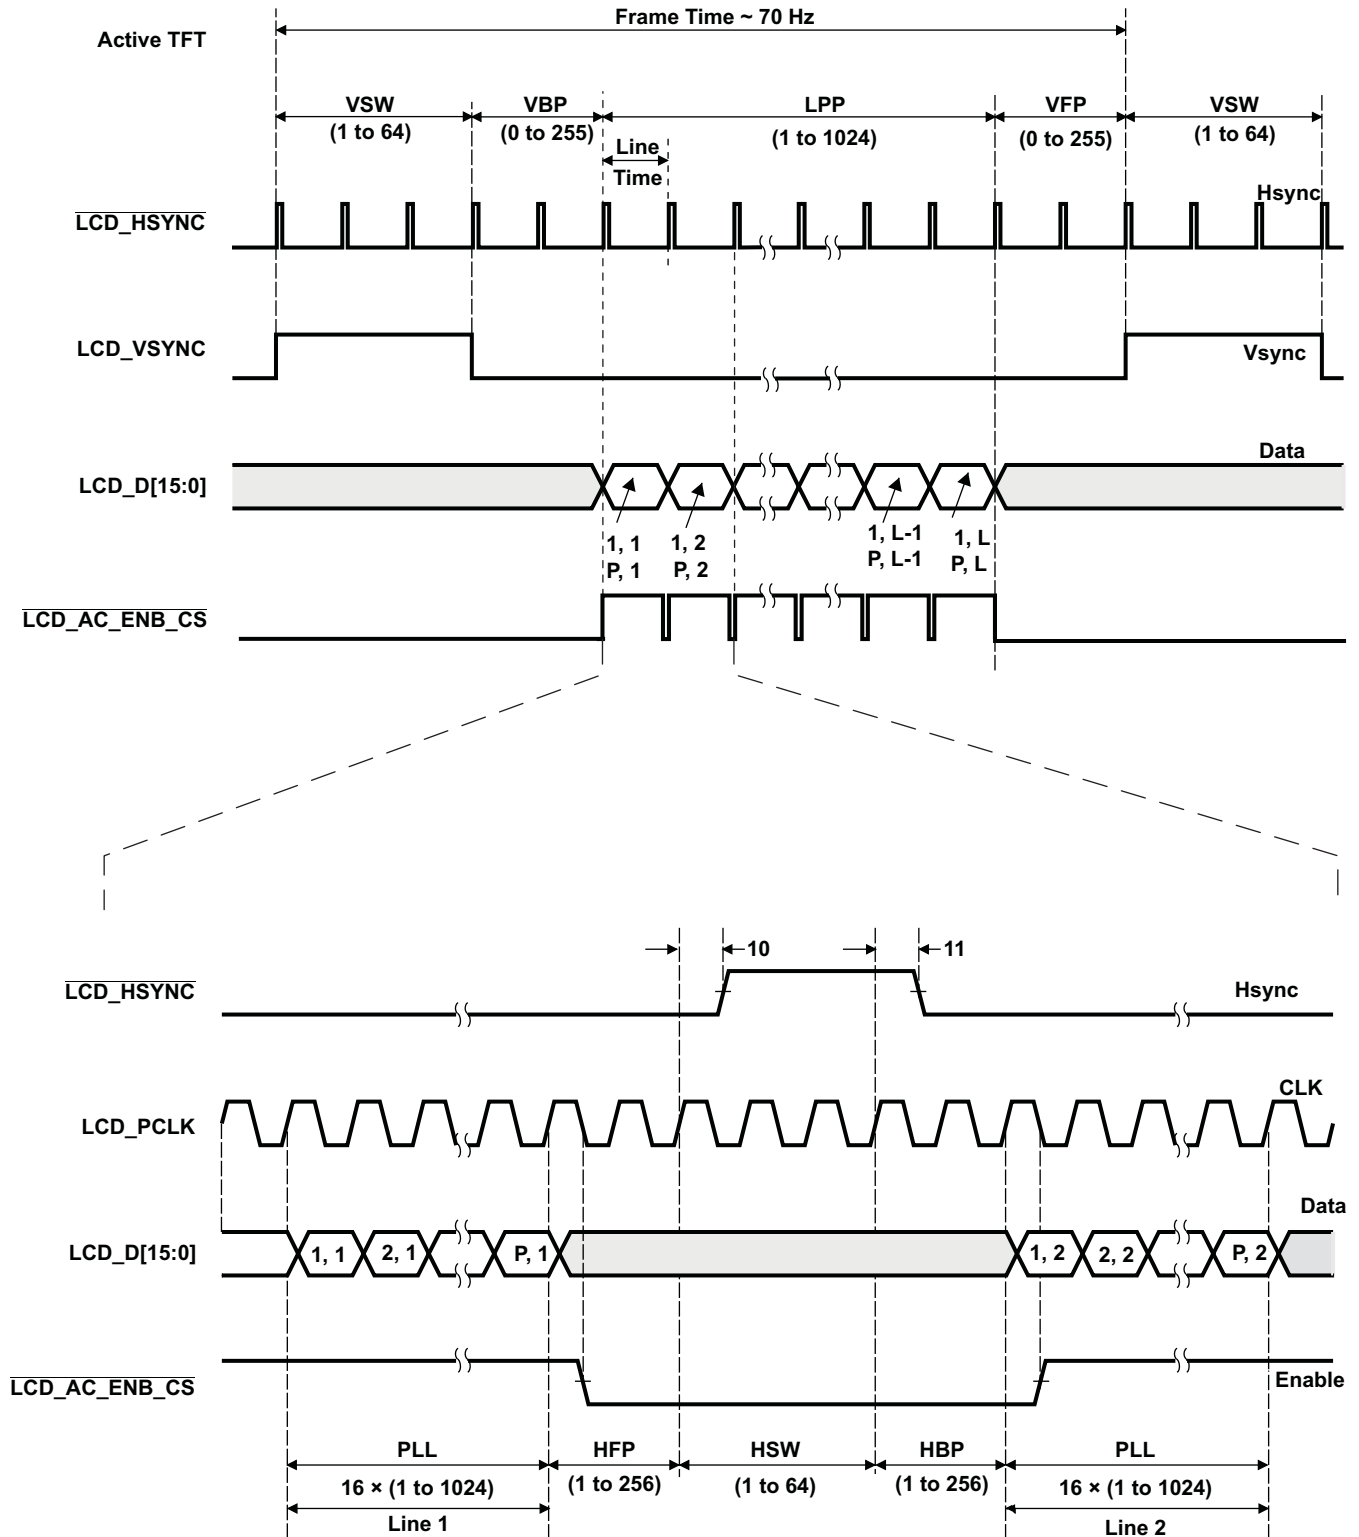 Frame Time ~ 70 Hz
Active TFT
VSW
(1 to 64)
VBP
(0 to 255)
LPP
(1 to 1024)
VFP
(0 to 255)
VSW
(1 to 64)
Line
Time
LCD_HSYNC
Hsync
LCD_VSYNC
Vsync
LCD_D[15:0]
Data
1, 1
P, 1
1, 2
P, 2
1, L-1
P, L-1
1, L
P, L
LCD_AC_ENB_CS
10
11
LCD_HSYNC
Hsync
LCD_PCLK
CLK
LCD_D[15:0]
Data
1, 1
2, 1
P, 1
1, 2
2, 2
P, 2
LCD_AC_ENB_CS
Enable
PLL
16 × (1 to 1024)
Line 1
HFP
(1 to 256)
HSW
(1 to 64)
HBP
(1 to 256)
PLL
16 × (1 to 1024)
Line 2